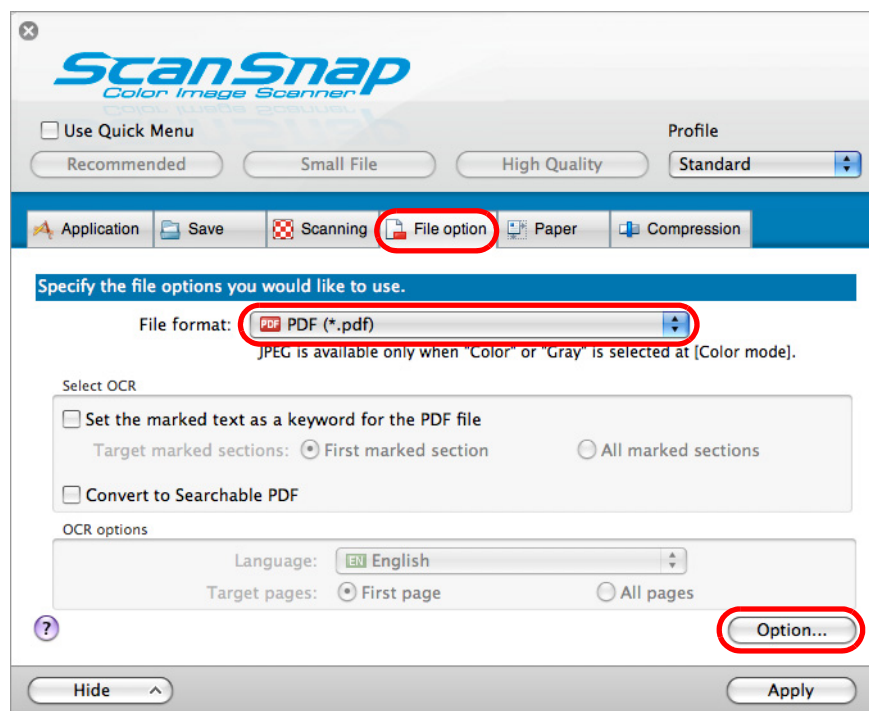 ScanSnap
Color Image Scanner
Use Quick Menu Profile
Recommended Small File High Quality Standard
Application Save Scanning File option Paper Compression
Specify the file options you would like to use.
File format: PDF PDF (*.pdf)
JPEG is available only when "Color" or "Gray" is selected at [Color mode].
Select OCR
Set the marked text as a keyword for the PDF file
Target marked sections: First marked section All marked sections
Convert to Searchable PDF
OCR options
Language: EN English
Target pages: First page All pages
? Option...
Hide Apply